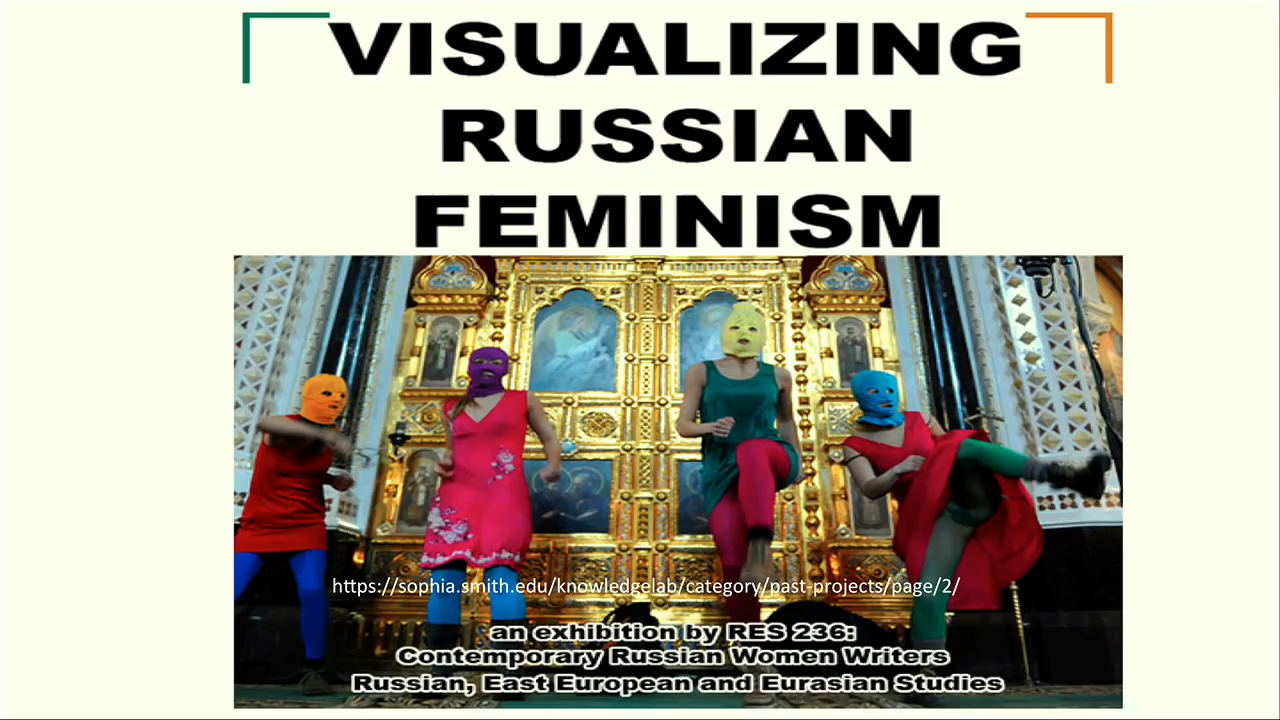 VISUALIZING
RUSSIAN
FEMINISM
https://sophia.smith.edu/knowledgelab/category/past-projects/page/2/
an exhibition by RES 236:
Contemporary Russian Women Writers
Russian, East European and Eurasian Studies